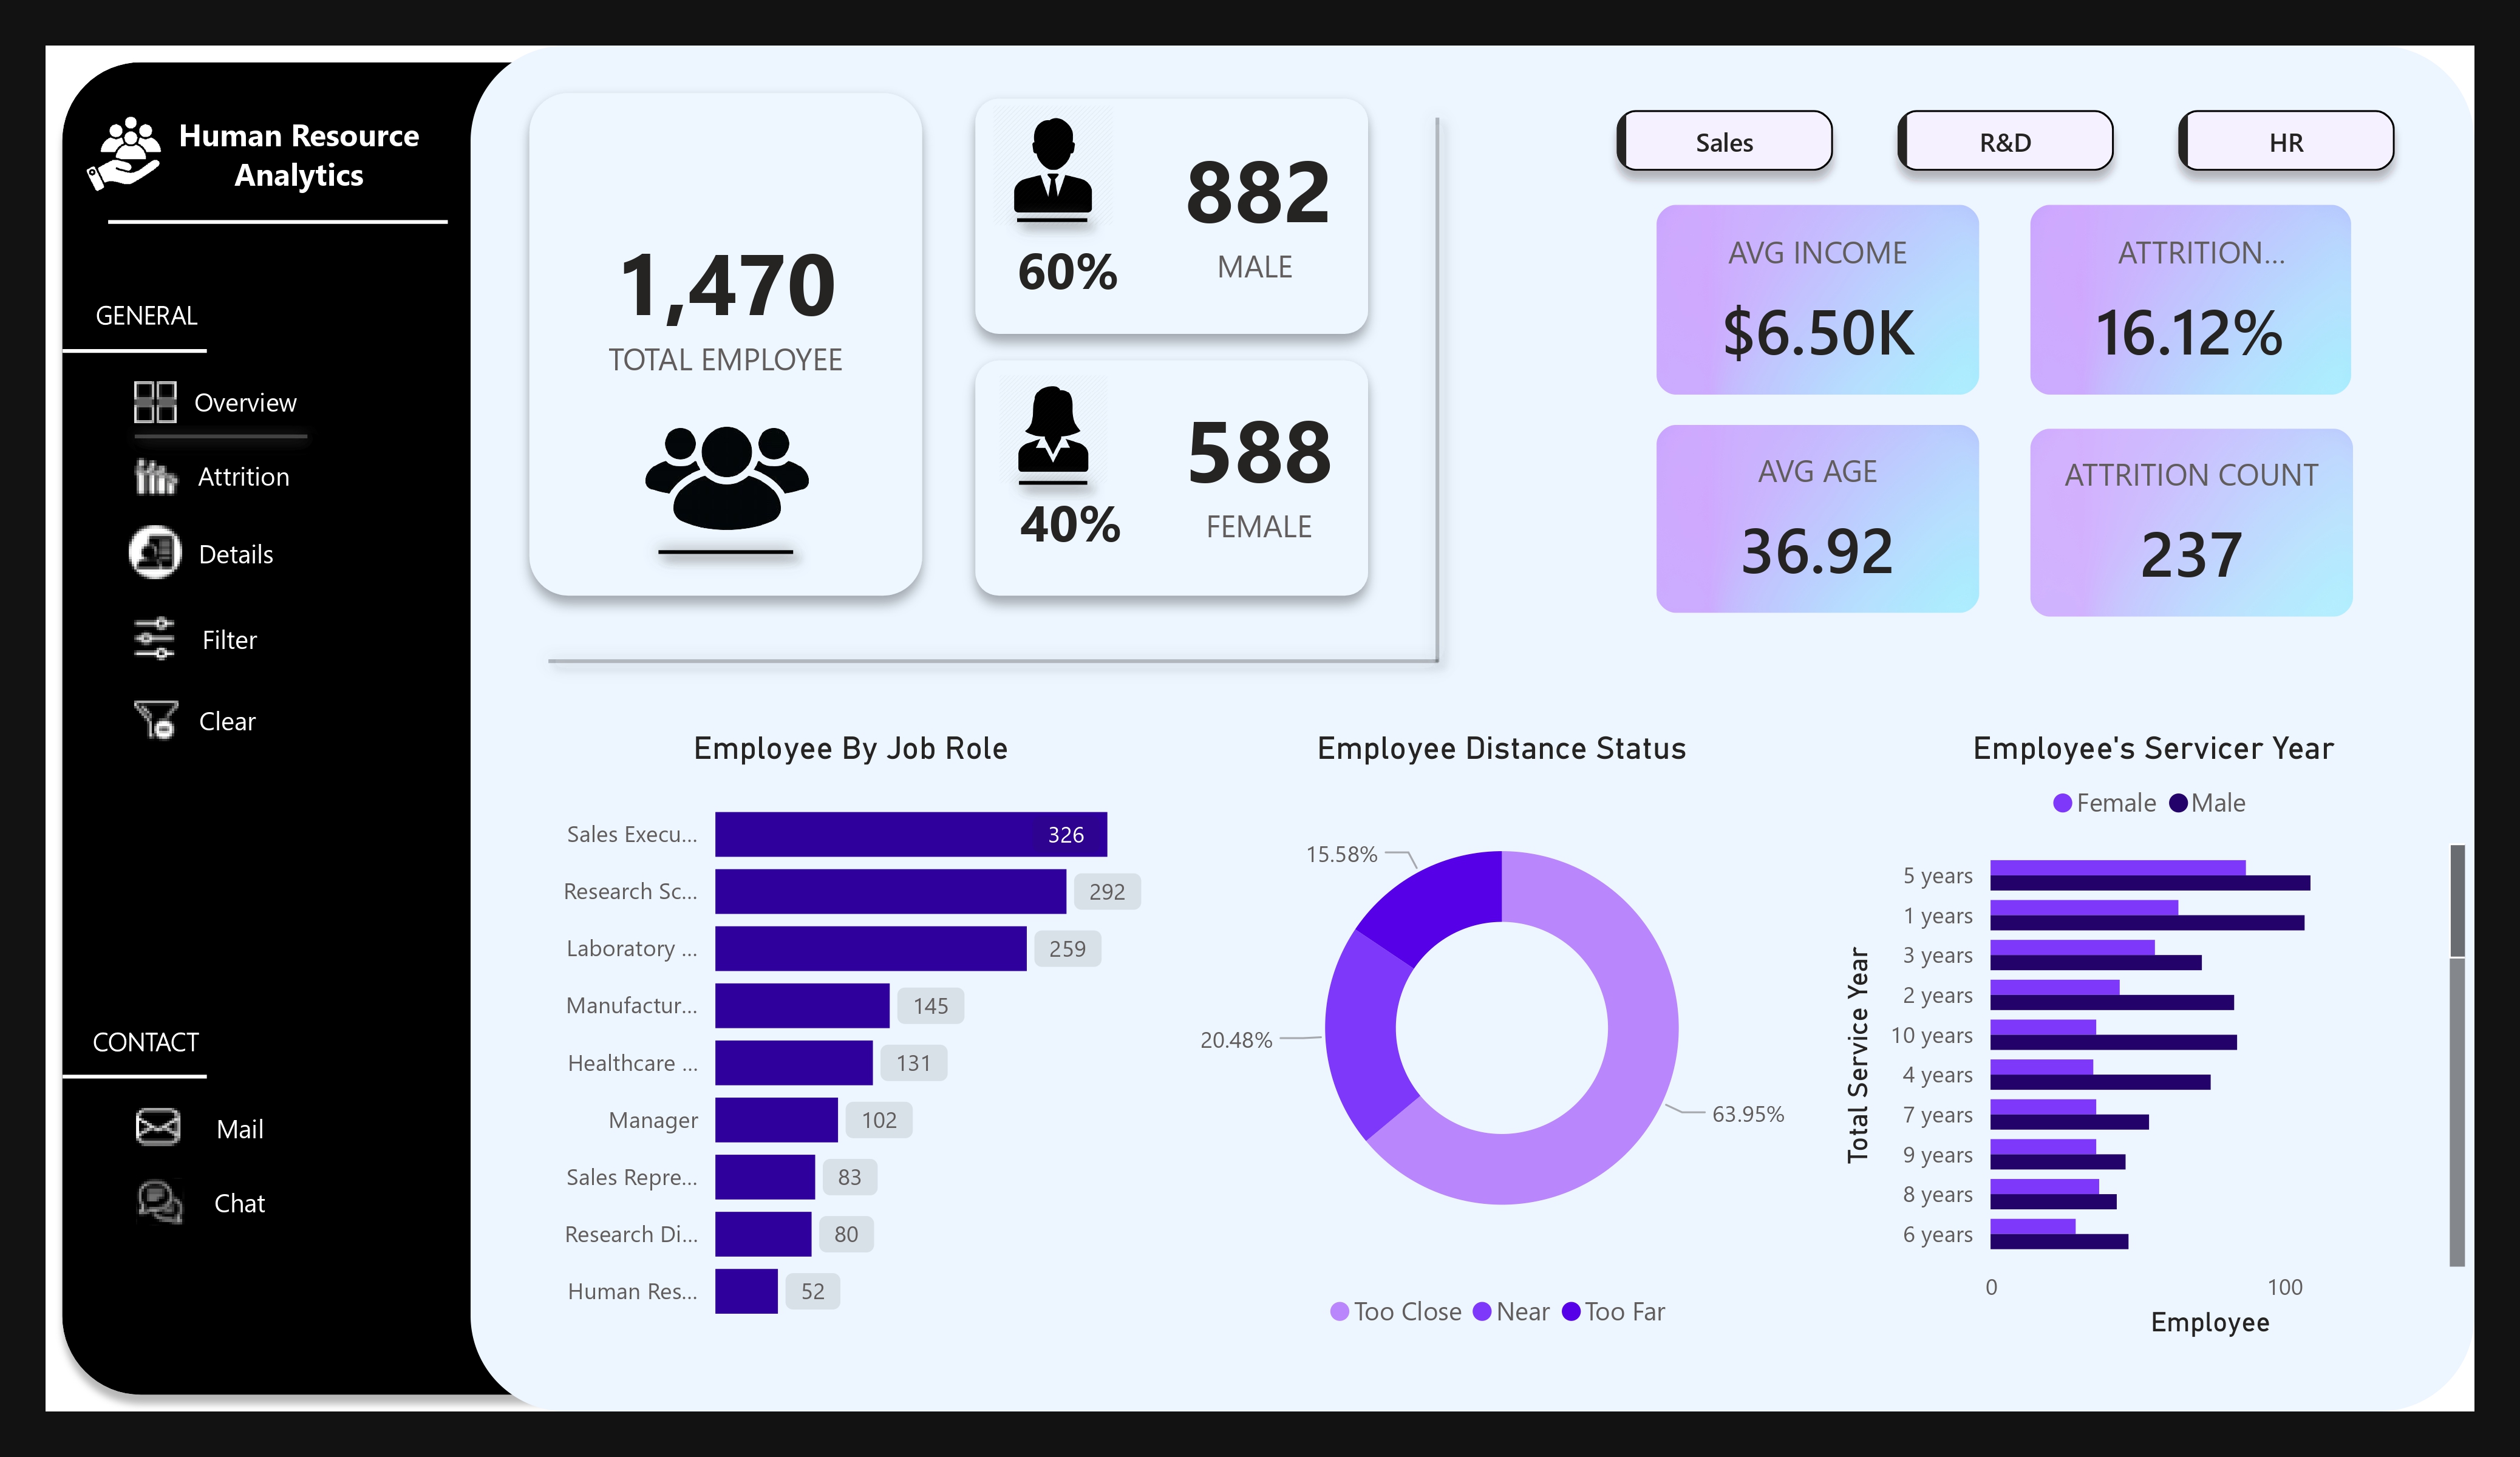 Human Resource
Analytics
GENERAL
Overview
Attrition
Details
Filter
Clear
CONTACT
Mail
Chat
1,470
TOTAL EMPLOYEE
882
60%
MALE
588
40%
FEMALE
Sales
R&D
HR
AVG INCOME
$6.50K
ATTRITION...
16.12%
AVG AGE
36.92
ATTRITION COUNT
237
Employee By Job Role
Sales Execu... 326
Research Sc... 292
Laboratory ... 259
Manufactur... 145
Healthcare ... 131
Manager 102
Sales Repre... 83
Research Di... 80
Human Res... 52
Employee Distance Status
15.58%
20.48%
63.95%
Too Close Near Too Far
Employee's Servicer Year
Female Male
Total Service Year
5 years
1 years
3 years
2 years
10 years
4 years
7 years
9 years
8 years
6 years
0 100
Employee